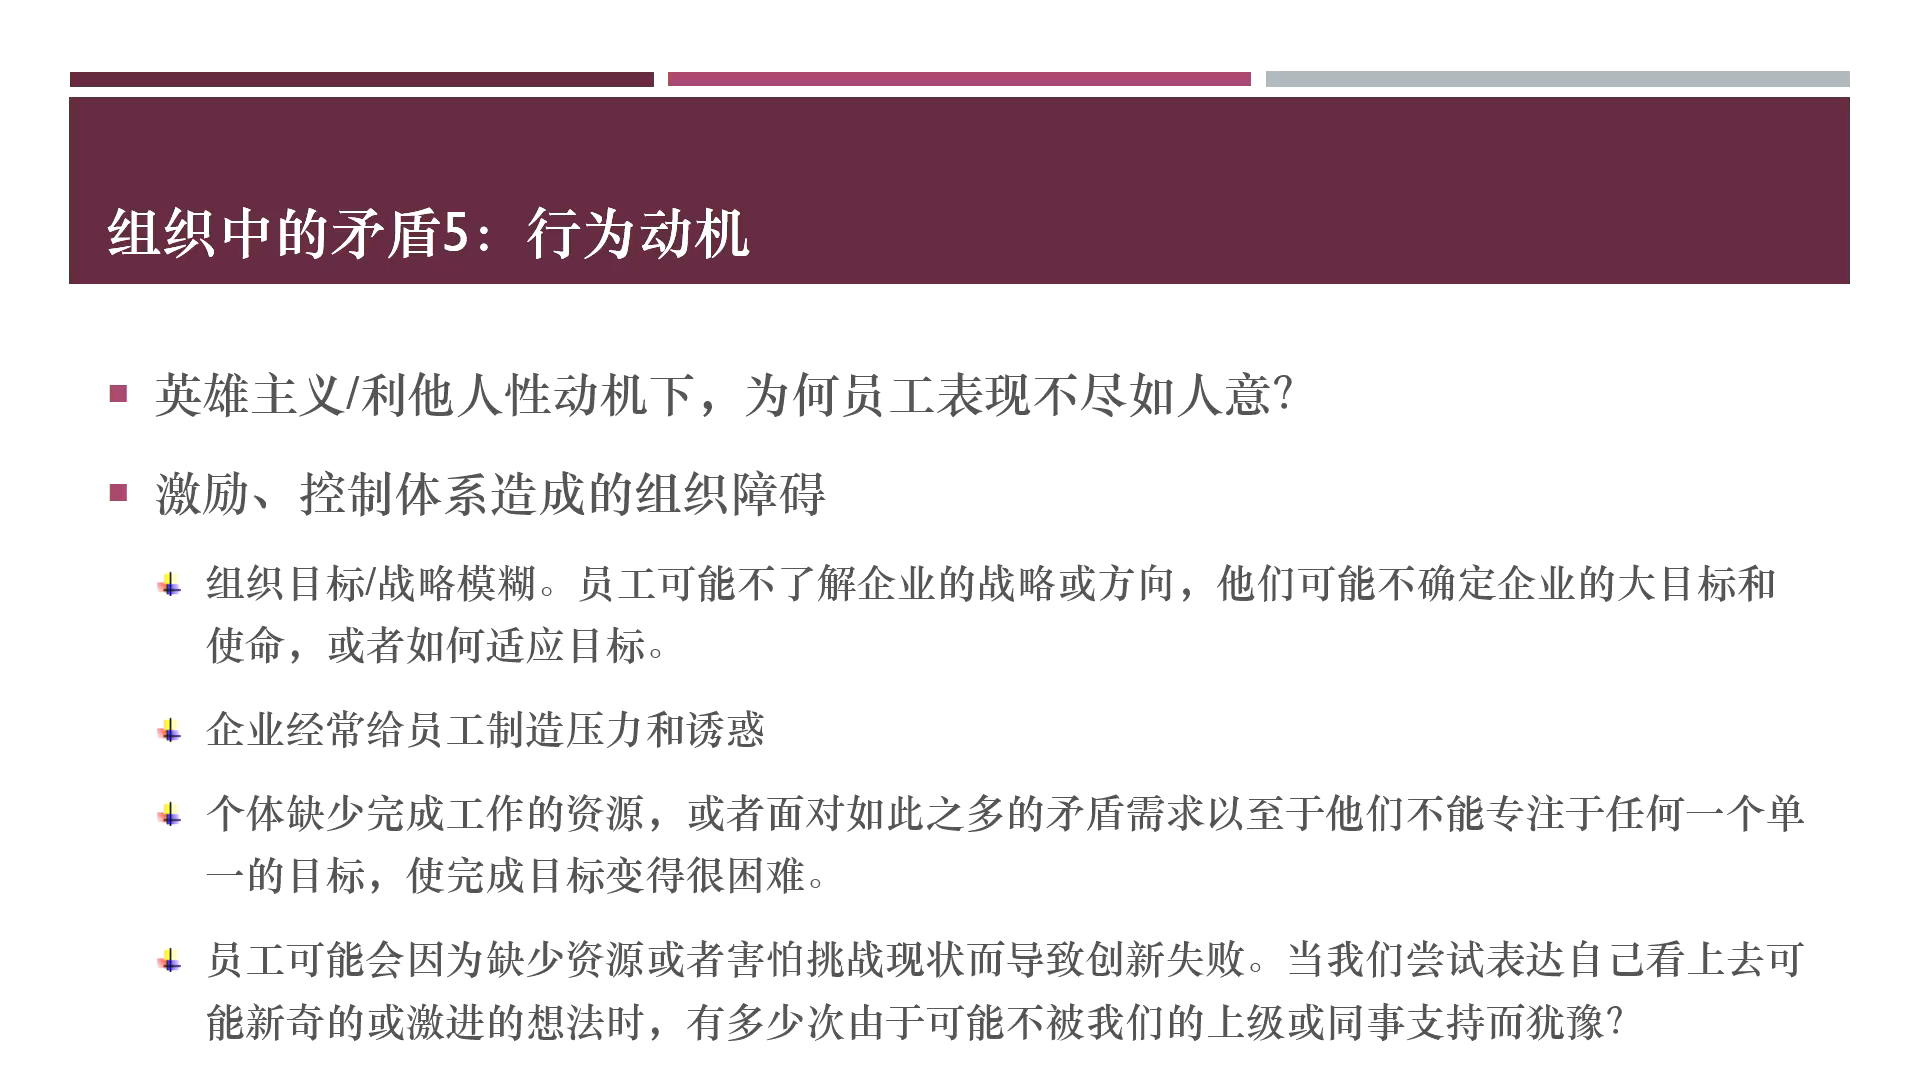 组织中的矛盾5：行为动机
英雄主义/利他人性动机下，为何员工表现不尽如人意？
激励、控制体系造成的组织障碍
组织目标/战略模糊。员工可能不了解企业的战略或方向，他们可能不确定企业的大目标和
使命，或者如何适应目标。
企业经常给员工制造压力和诱惑
个体缺少完成工作的资源，或者面对如此之多的矛盾需求以至于他们不能专注于任何一个单
一的目标，使完成目标变得很困难。
员工可能会因为缺少资源或者害怕挑战现状而导致创新失败。当我们尝试表达自己看上去可
能新奇的或激进的想法时，有多少次由于可能不被我们的上级或同事支持而犹豫？